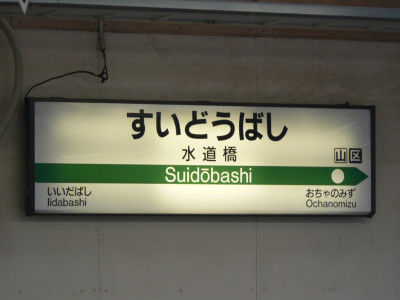 すいどうばし
水道橋
山区
Suidōbashi
いいだばし
Iidabashi
おちゃのみず
Ochanomizu